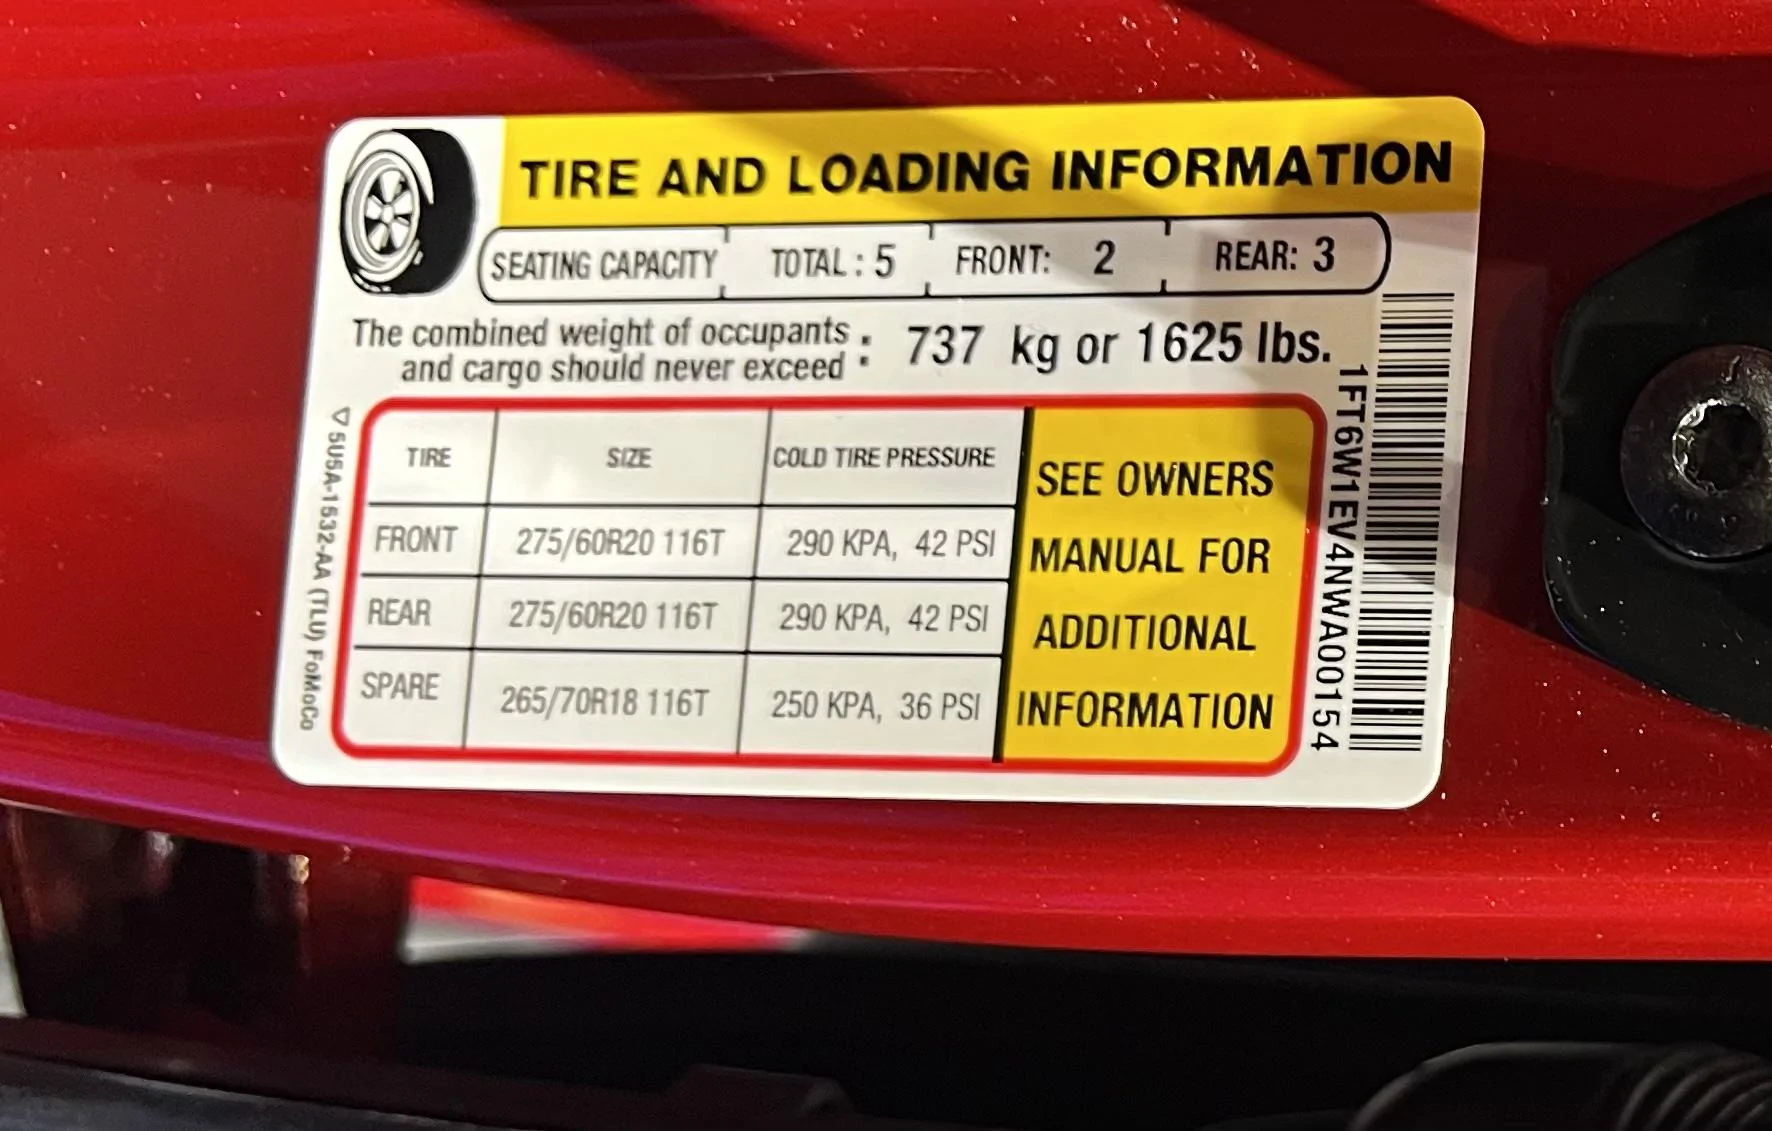 TIRE AND LOADING INFORMATION
SEATING CAPACITY TOTAL : 5 FRONT: 2 REAR: 3
The combined weight of occupants
and cargo should never exceed : 737 kg or 1625 lbs.
TIRE SIZE COLD TIRE PRESSURE
FRONT 275/60R20 116T 290 KPA, 42 PSI
REAR 275/60R20 116T 290 KPA, 42 PSI
SPARE 265/70R18 116T 250 KPA, 36 PSI
SEE OWNERS
MANUAL FOR
ADDITIONAL
INFORMATION
5U5A-1532-AA (TLU) FoMoCo
1FT6W1EV4NWA00154